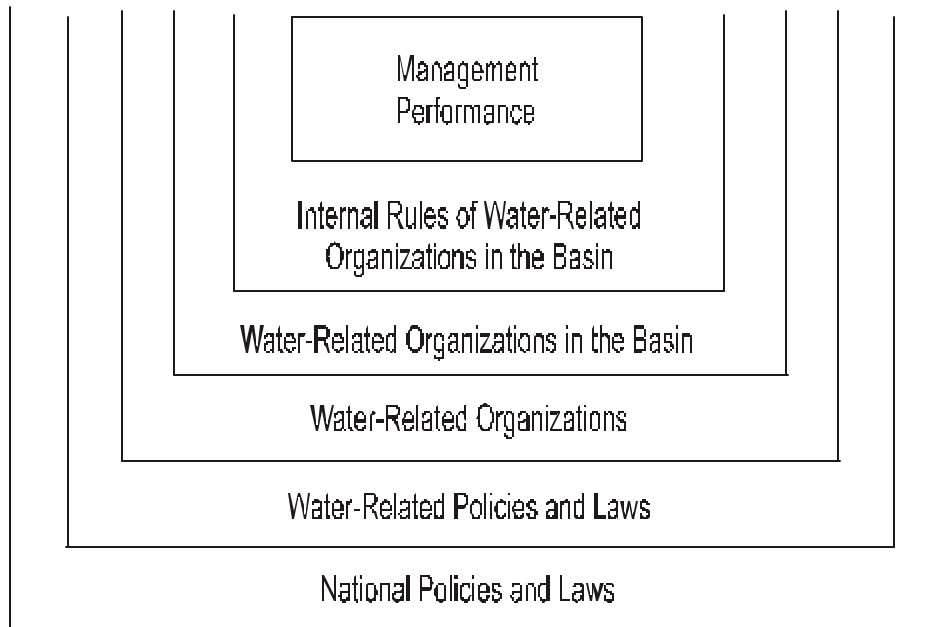 Management
Performance
Internal Rules of Water-Related
Organizations in the Basin
Water-Related Organizations in the Basin
Water-Related Organizations
Water-Related Policies and Laws
National Policies and Laws